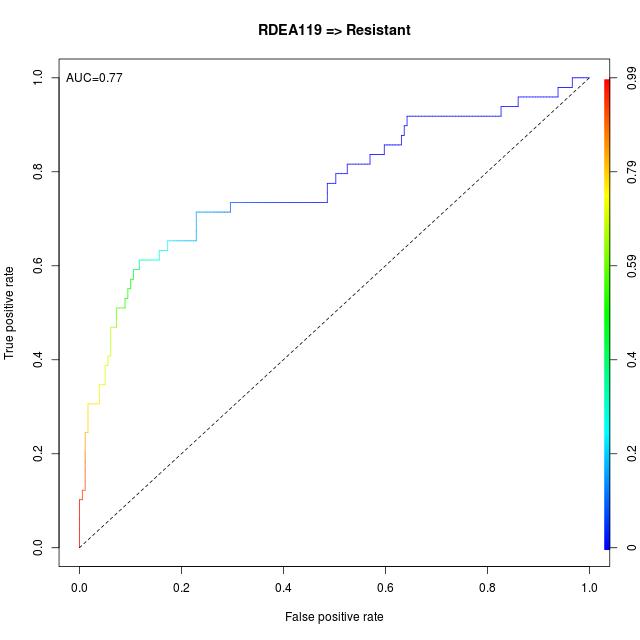 RDEA119 => Resistant
AUC=0.77
True positive rate
1.0
0.8
0.6
0.4
0.2
0.0
0.99
0.79
0.59
0.4
0.2
0
0.0 0.2 0.4 0.6 0.8 1.0
False positive rate